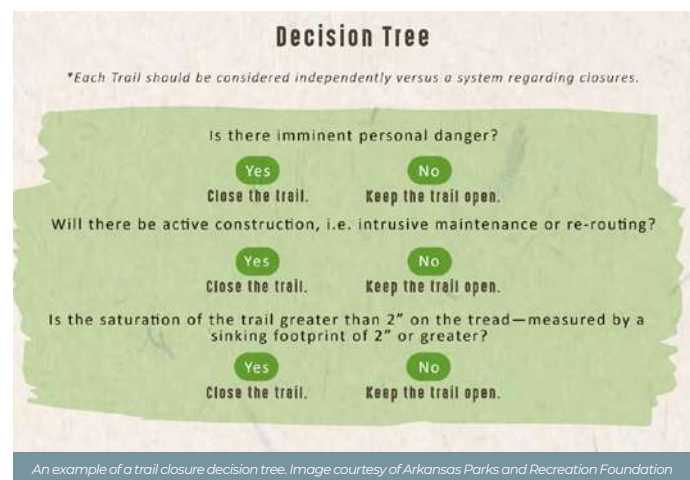 Decision Tree
*Each Trail should be considered independently versus a system regarding closures.
Is there imminent personal danger?
Yes No
Close the trail. Keep the trail open.
Will there be active construction, i.e. intrusive maintenance or re-routing?
Yes No
Close the trail. Keep the trail open.
Is the saturation of the trail greater than 2” on the tread—measured by a
sinking footprint of 2” or greater?
Yes No
Close the trail. Keep the trail open.
An example of a trail closure decision tree. Image courtesy of Arkansas Parks and Recreation Foundation